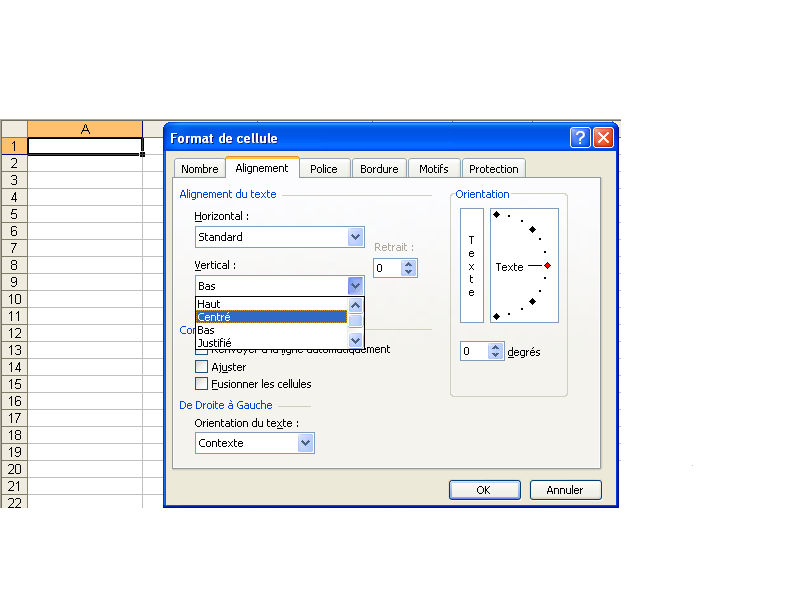 A
1
2
3
4
5
6
7
8
9
10
11
12
13
14
15
16
17
18
19
20
21
22
Format de cellule
Nombre Alignement Police Bordure Motifs Protection
Alignement du texte
Horizontal :
Standard
Retrait :
Vertical :
0
Bas
Haut
Centré
Bas
Justifié
Renvoyer à la ligne automatiquement
Ajuster
Fusionner les cellules
De Droite à Gauche
Orientation du texte :
Contexte
Orientation
Texte
Texte
0 degrés
OK Annuler